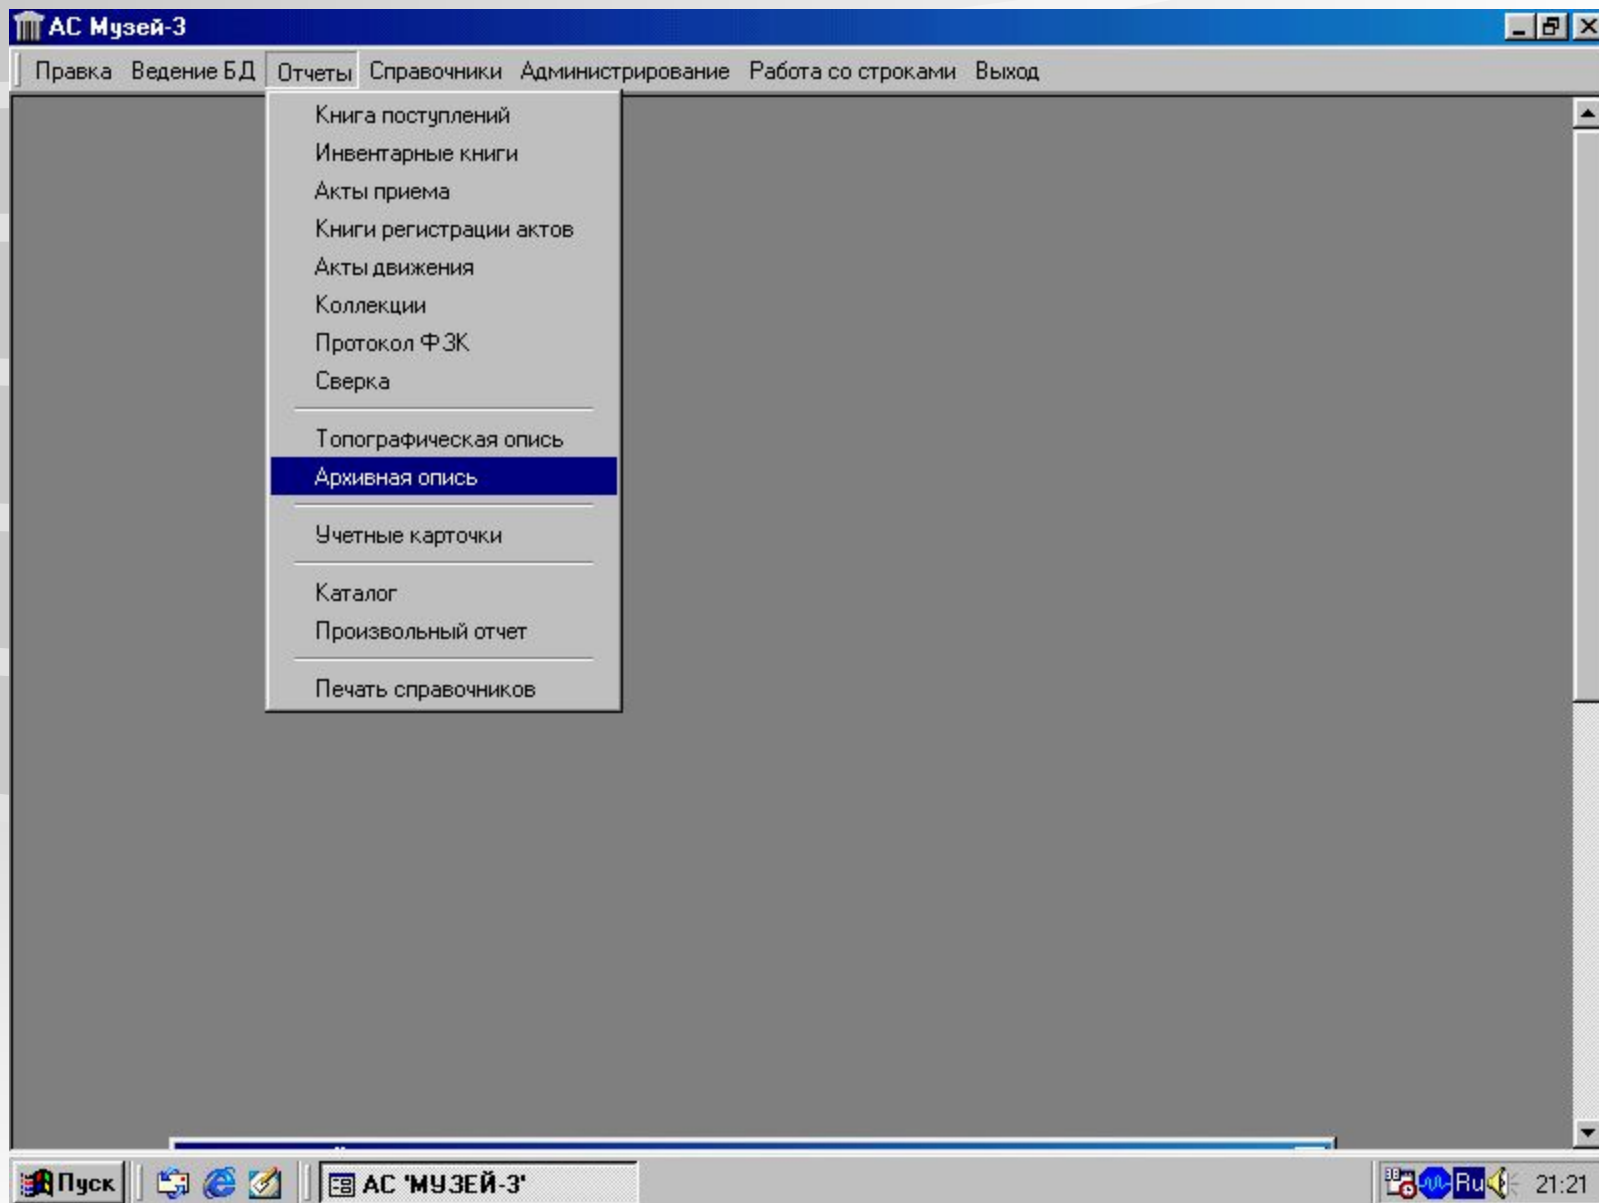 АС Музей-3
Правка Ведение БД Отчеты Справочники Администрирование Работа со строками Выход
Книга поступлений
Инвентарные книги
Акты приема
Книги регистрации актов
Акты движения
Коллекции
Протокол ФЗК
Сверка
Топографическая опись
Архивная опись
Учетные карточки
Каталог
Произвольный отчет
Печать справочников
Пуск АС 'МУЗЕЙ-3' Ru 21:21